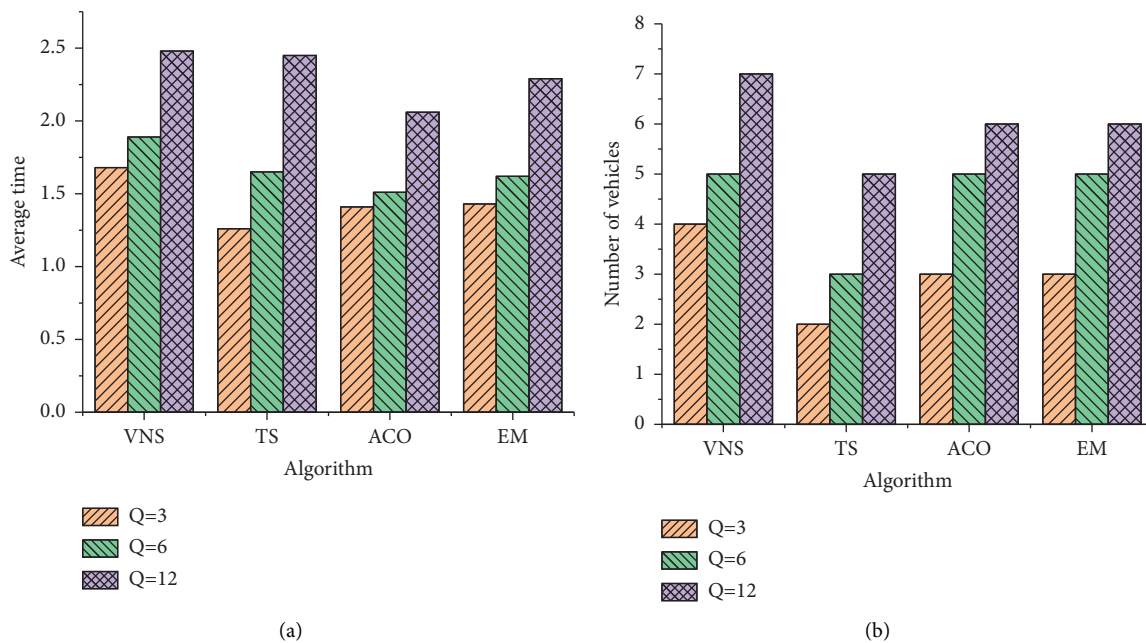 2.5
2.0
1.5
1.0
0.5
0.0
Average time
VNS TS ACO EM
Algorithm
Q=3
Q=6
Q=12
(a)
8
7
6
5
4
3
2
1
0
Number of vehicles
VNS TS ACO EM
Algorithm
Q=3
Q=6
Q=12
(b)